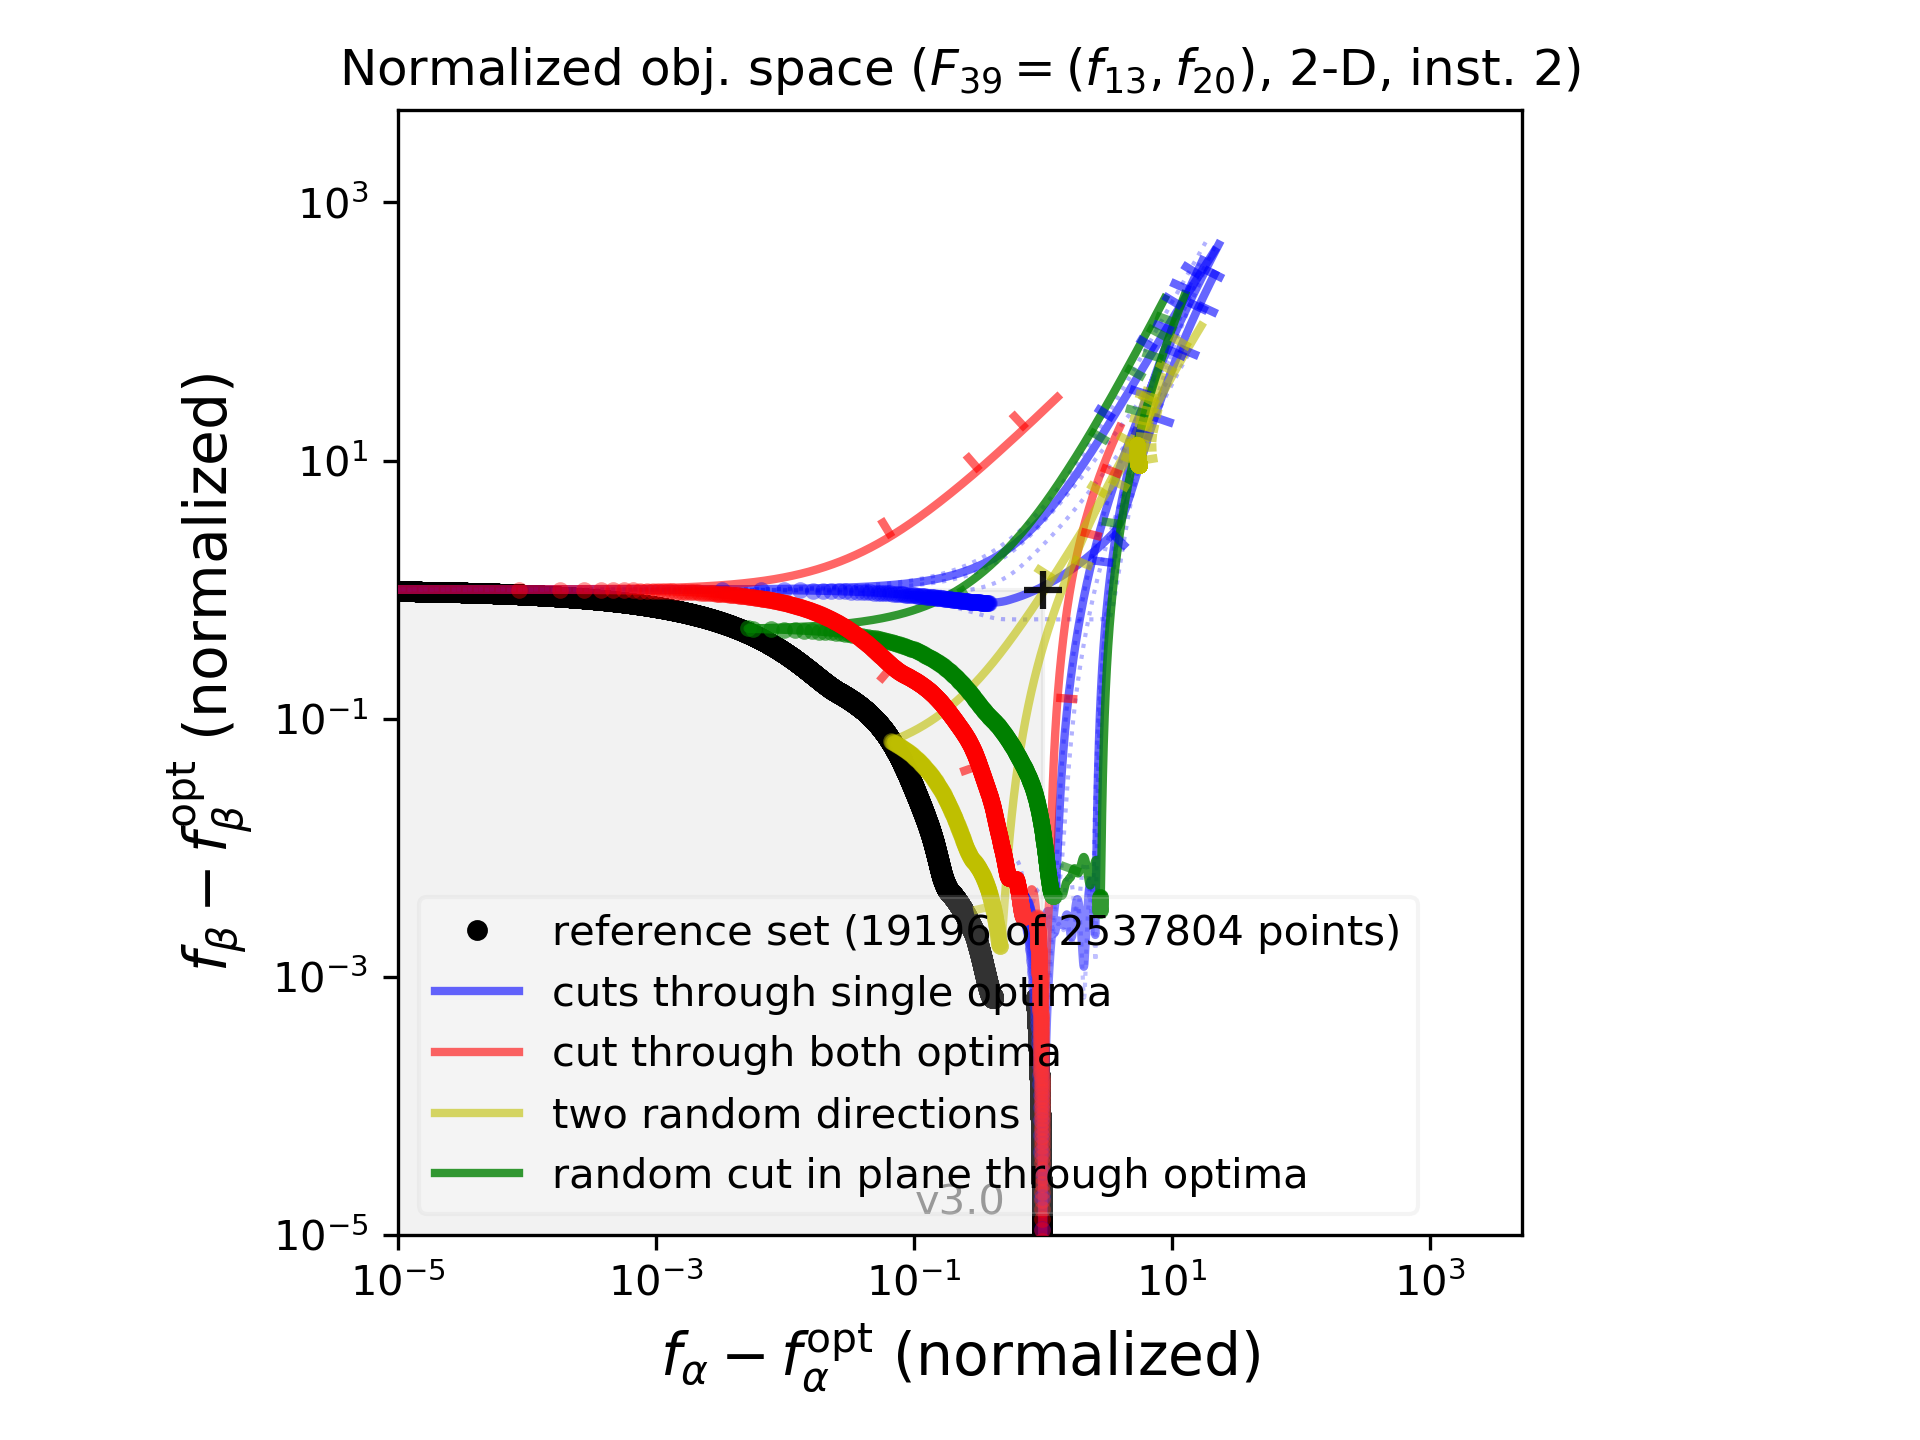 Normalized obj. space (F₃₉ = (f₁₃, f₂₀), 2-D, inst. 2)
f_β − f_β^opt (normalized)
10³
10¹
10⁻¹
10⁻³
10⁻⁵
reference set (19196 of 2537804 points)
cuts through single optima
cut through both optima
two random directions
random cut in plane through optima
v3.0
10⁻⁵ 10⁻³ 10⁻¹ 10¹ 10³
f_α − f_α^opt (normalized)